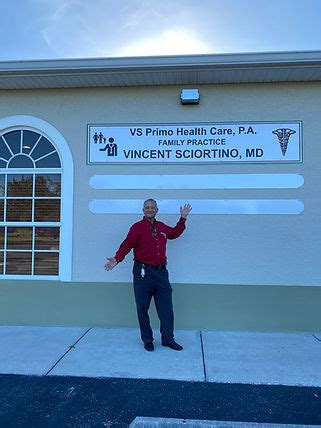 VS Primo Health Care, P.A.
FAMILY PRACTICE
VINCENT SCIORTINO, MD